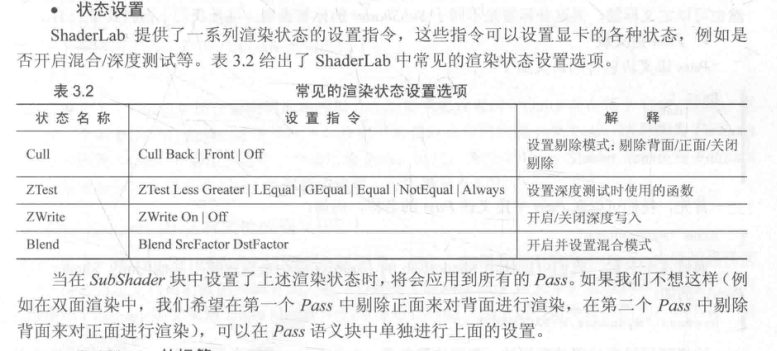 • 状态设置
ShaderLab 提供了一系列渲染状态的设置指令，这些指令可以设置显卡的各种状态，例如是
否开启混合/深度测试等。表 3.2 给出了 ShaderLab 中常见的渲染状态设置选项。
表 3.2 常见的渲染状态设置选项
状态名称 设置指令 解释
Cull Cull Back | Front | Off 设置剔除模式：剔除背面/正面/关闭
剔除
ZTest ZTest Less Greater | LEqual | GEqual | Equal | NotEqual | Always 设置深度测试时使用的函数
ZWrite ZWrite On | Off 开启/关闭深度写入
Blend Blend SrcFactor DstFactor 开启并设置混合模式
当在 SubShader 块中设置了上述渲染状态时，将会应用到所有的 Pass。如果我们不想这样（例
如在双面渲染中，我们希望在第一个 Pass 中剔除正面来对背面进行渲染，在第二个 Pass 中剔除
背面来对正面进行渲染），可以在 Pass 语义块中单独进行上面的设置。